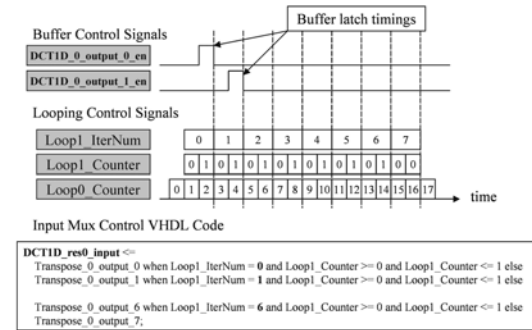 Buffer latch timings
Buffer Control Signals
DCT1D_0_output_0_en
DCT1D_0_output_1_en
Looping Control Signals
Loop1_IterNum 0 1 2 3 4 5 6 7
Loop1_Counter 0 1 0 1 0 1 0 1 0 1 0 1 0 1 0 0
Loop0_Counter 0 1 2 3 4 5 6 7 8 9 10 11 12 13 14 15 16 17
time
Input Mux Control VHDL Code
DCT1D_res0_input <=
Transpose_0_output_0 when Loop1_IterNum = 0 and Loop1_Counter >= 0 and Loop1_Counter <= 1 else
Transpose_0_output_1 when Loop1_IterNum = 1 and Loop1_Counter >= 0 and Loop1_Counter <= 1 else
Transpose_0_output_6 when Loop1_IterNum = 6 and Loop1_Counter >= 0 and Loop1_Counter <= 1 else
Transpose_0_output_7;